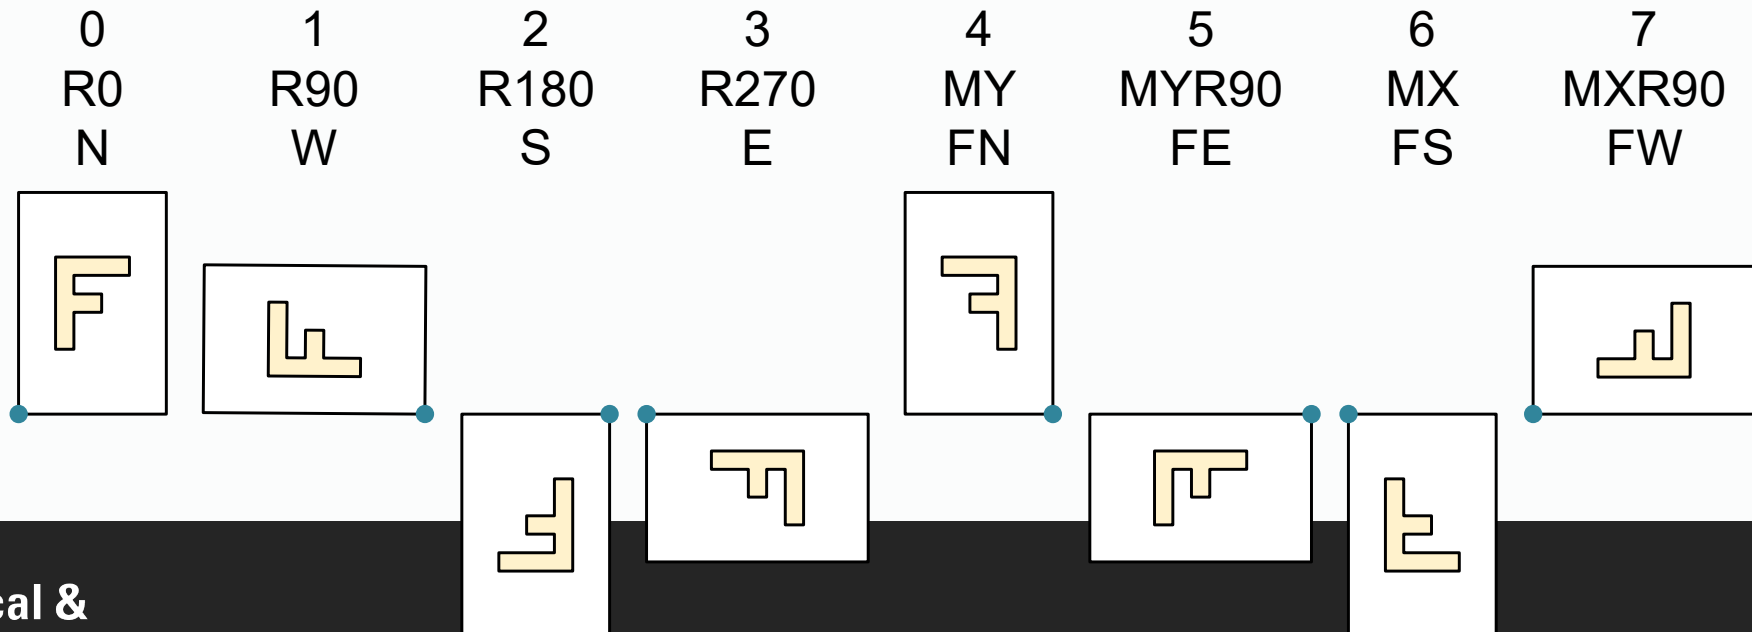 0 1 2 3 4 5 6 7
R0 R90 R180 R270 MY MYR90 MX MXR90
N W S E FN FE FS FW
F F F F F F F F
cal &